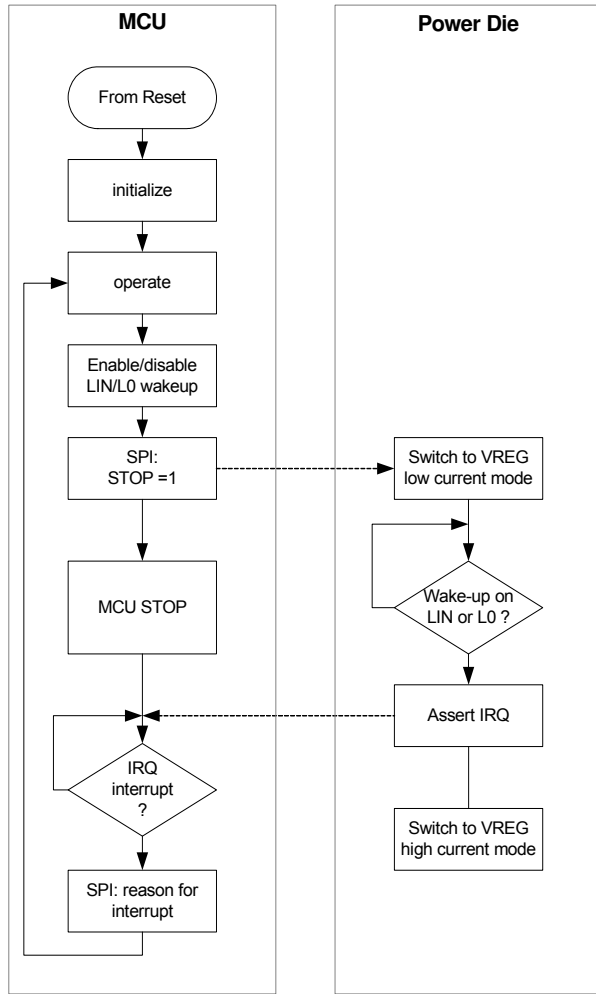 MCU
From Reset
initialize
operate
Enable/disable
LIN/L0 wakeup
SPI:
STOP =1
MCU STOP
IRQ
interrupt
?
SPI: reason for
interrupt
Power Die
Switch to VREG
low current mode
Wake-up on
LIN or L0 ?
Assert IRQ
Switch to VREG
high current mode